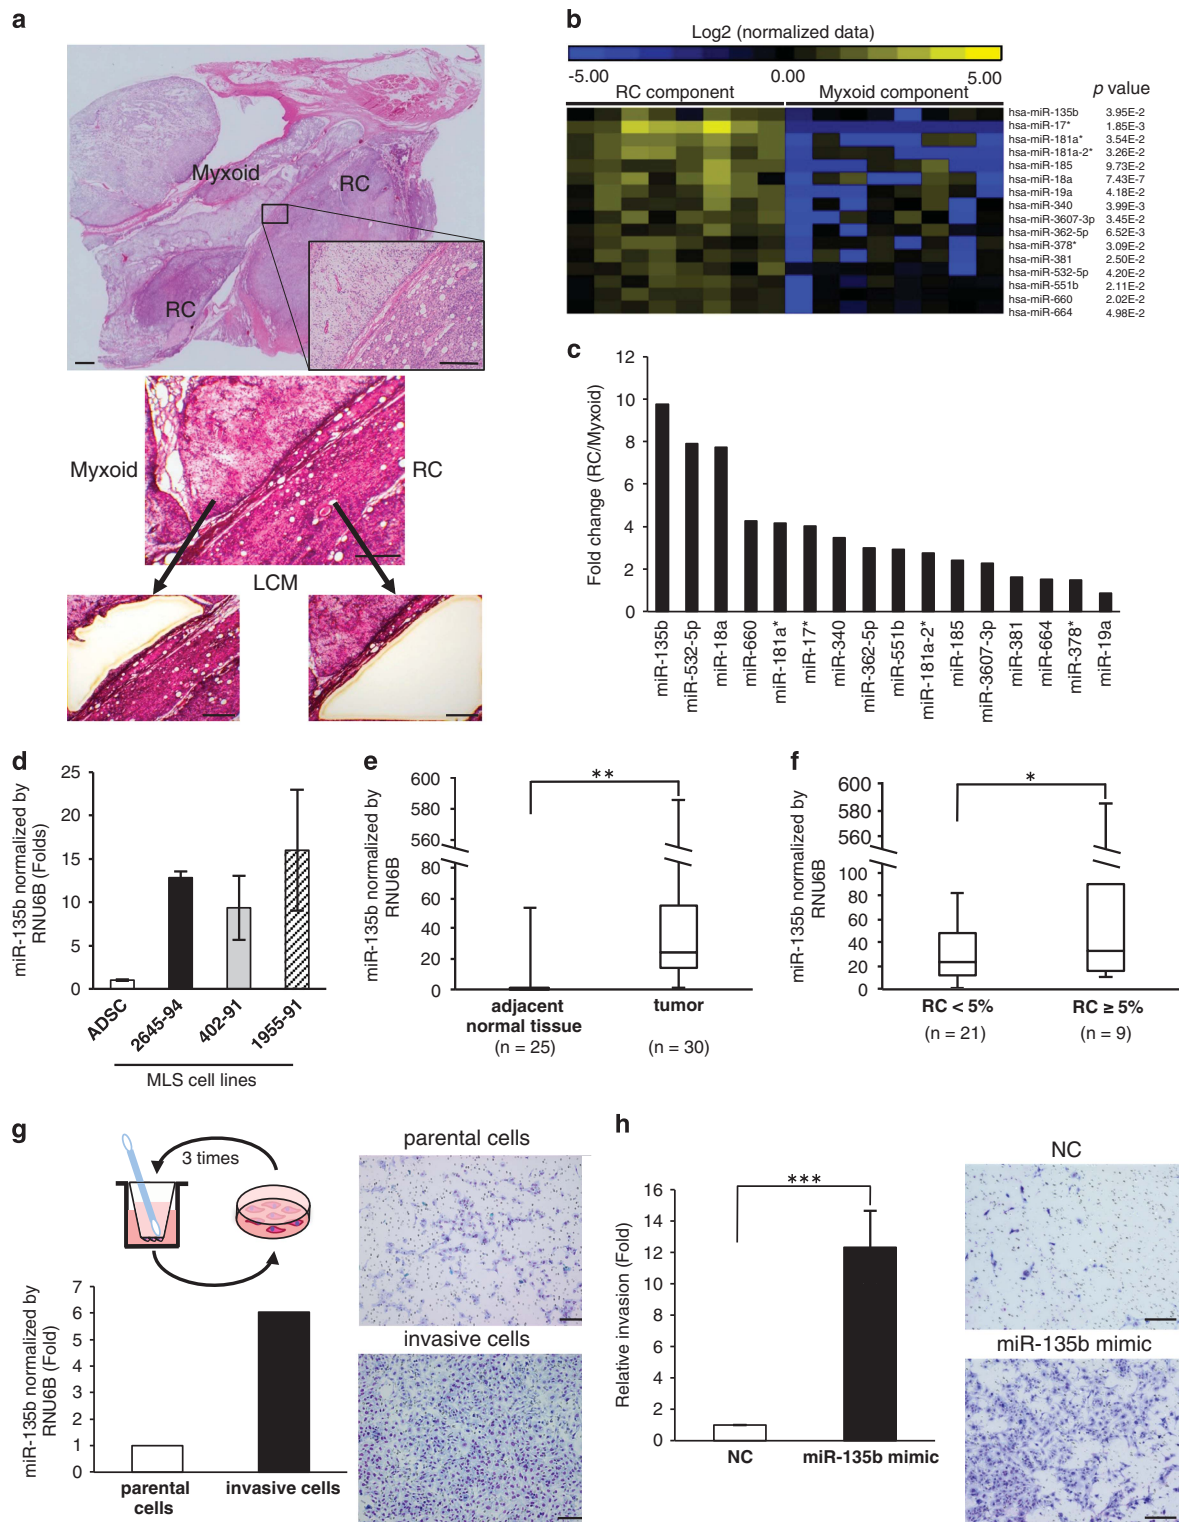 a
Myxoid
RC
RC
Myxoid
RC
LCM
b
Log2 (normalized data)
-5.00 0.00 5.00
RC component Myxoid component p value
hsa-miR-135b 3.95E-2
hsa-miR-17* 1.85E-3
hsa-miR-181a* 3.54E-2
hsa-miR-181a-2* 3.26E-2
hsa-miR-185 9.73E-2
hsa-miR-18a 7.43E-7
hsa-miR-19a 4.18E-2
hsa-miR-340 3.99E-3
hsa-miR-3607-3p 3.45E-2
hsa-miR-362-5p 6.52E-3
hsa-miR-378* 3.09E-2
hsa-miR-381 2.50E-2
hsa-miR-532-5p 4.20E-2
hsa-miR-551b 2.11E-2
hsa-miR-660 2.02E-2
hsa-miR-664 4.98E-2
c
Fold change (RC/Myxoid)
12
10
8
6
4
2
0
miR-135b
miR-532-5p
miR-18a
miR-660
miR-181a*
miR-17*
miR-340
miR-362-5p
miR-551b
miR-181a-2*
miR-185
miR-3607-3p
miR-381
miR-664
miR-378*
miR-19a
d
miR-135b normalized by
RNU6B (Folds)
25
20
15
10
5
0
ADSC
2645-94
402-91
1955-91
MLS cell lines
e
miR-135b normalized by
RNU6B
600
580
560
80
60
40
20
0
**
adjacent
normal tissue
(n = 25)
tumor
(n = 30)
f
miR-135b normalized by
RNU6B
600
560
100
80
60
40
20
0
*
RC < 5%
(n = 21)
RC ≥ 5%
(n = 9)
g
3 times
miR-135b normalized by
RNU6B (Fold)
7
6
5
4
3
2
1
0
parental
cells
invasive cells
parental cells
invasive cells
h
Relative invasion (Fold)
16
14
12
10
8
6
4
2
0
***
NC
miR-135b mimic
NC
miR-135b mimic